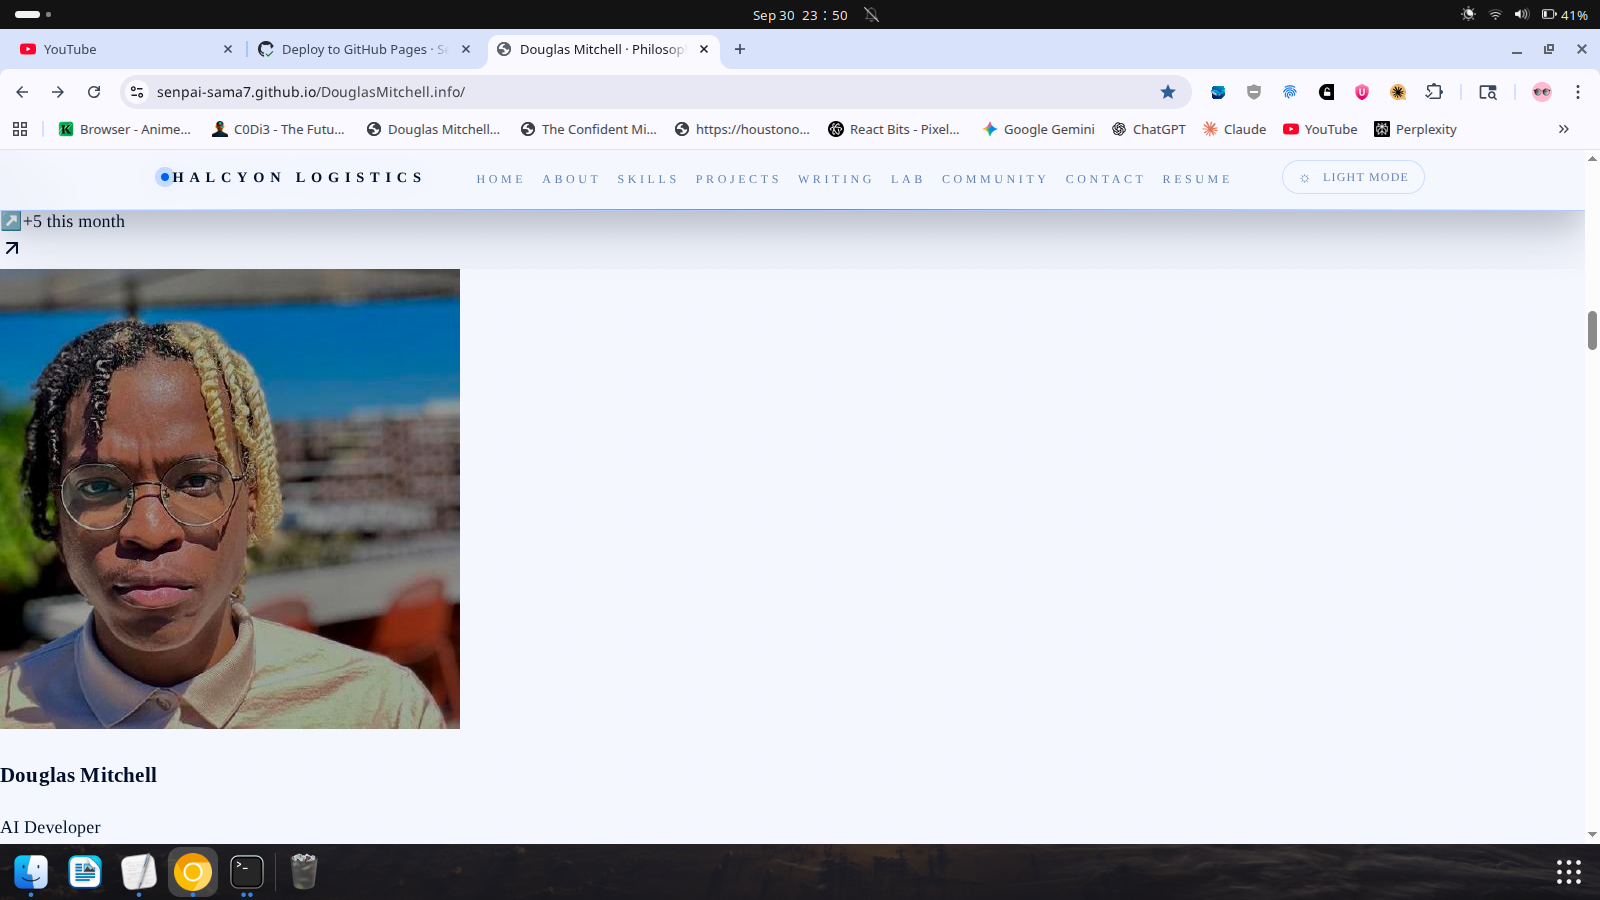 Sep 30 23:50
41%
YouTube
Deploy to GitHub Pages · Se
Douglas Mitchell · Philosop
senpai-sama7.github.io/DouglasMitchell.info/
Browser - Anime...
C0Di3 - The Futu...
Douglas Mitchell...
The Confident Mi...
https://houstono...
React Bits - Pixel...
Google Gemini
ChatGPT
Claude
YouTube
Perplexity
HALCYON LOGISTICS
HOME ABOUT SKILLS PROJECTS WRITING LAB COMMUNITY CONTACT RESUME
LIGHT MODE
+5 this month
Douglas Mitchell
AI Developer